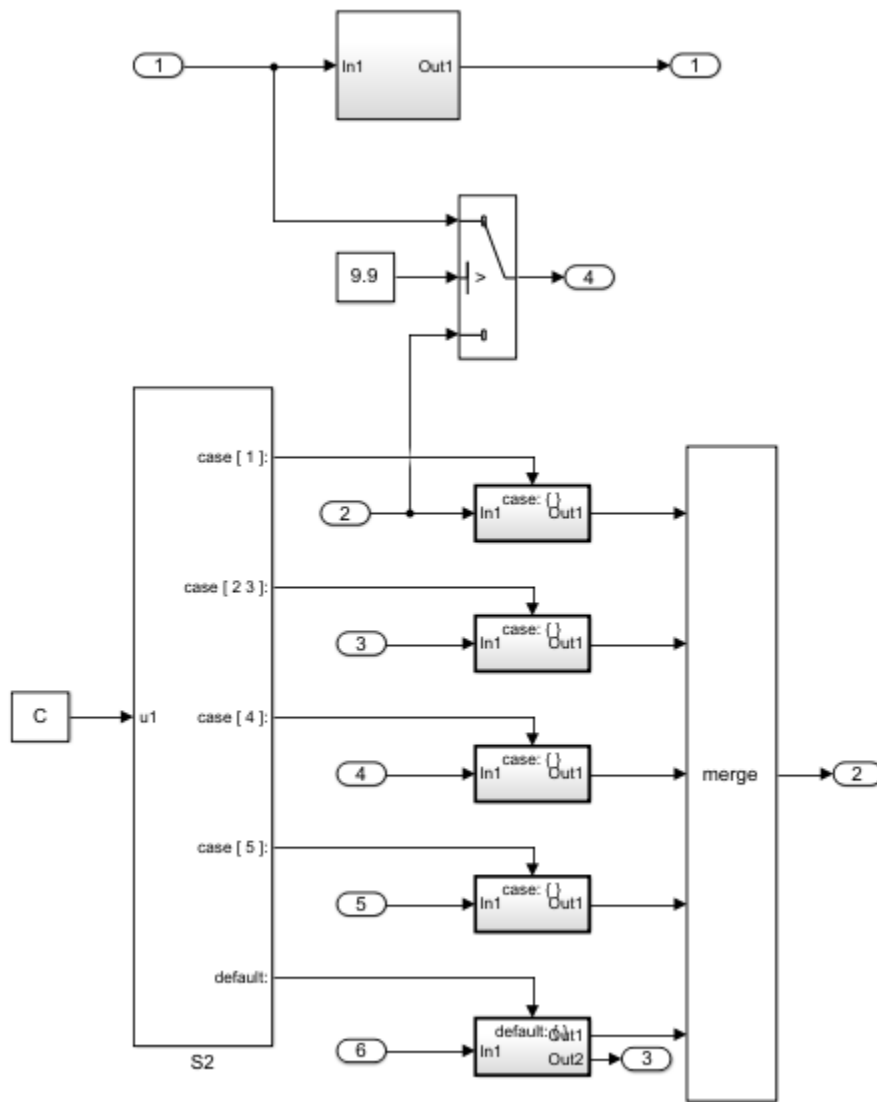 1
In1 Out1
1
9.9
>
4
case [ 1 ]:
case: { }
2
In1 Out1
case [ 2 3 ]:
case: { }
3
In1 Out1
C
u1
case [ 4 ]:
case: { }
4
In1 Out1
merge
2
case [ 5 ]:
case: { }
5
In1 Out1
default:
default: { }
Out1
6
In1
Out2
3
S2